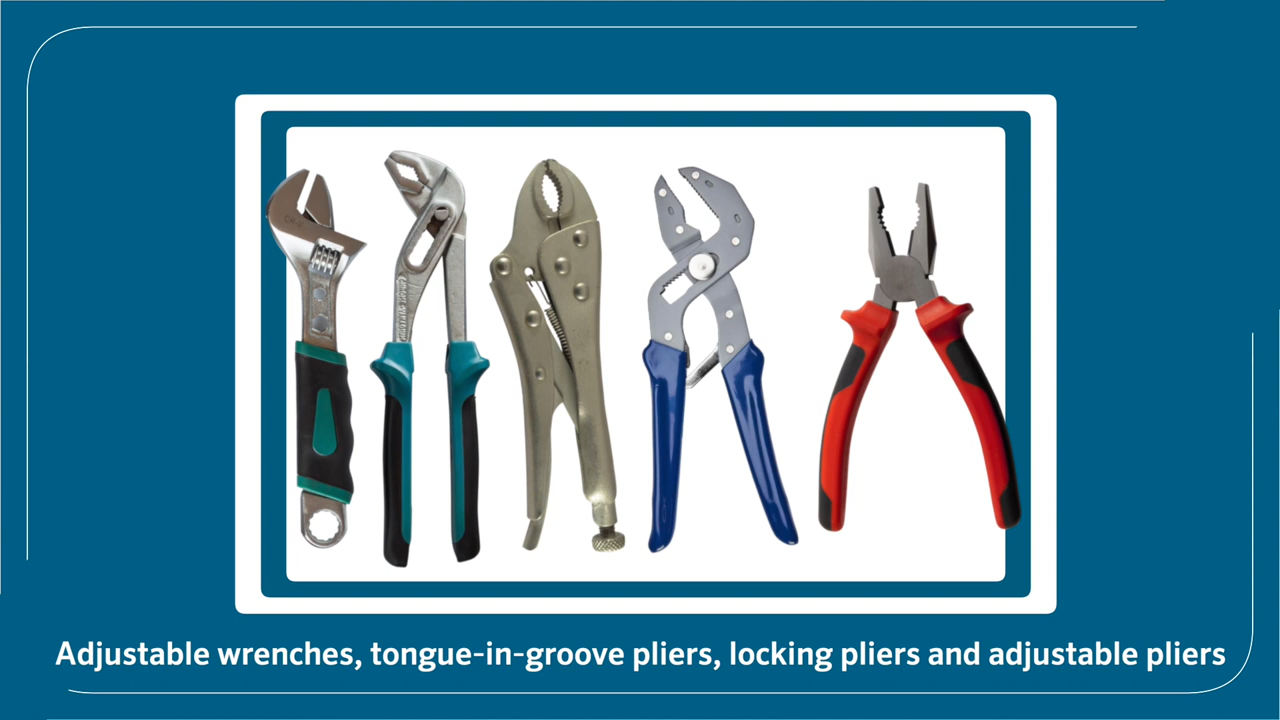 Adjustable wrenches, tongue-in-groove pliers, locking pliers and adjustable pliers